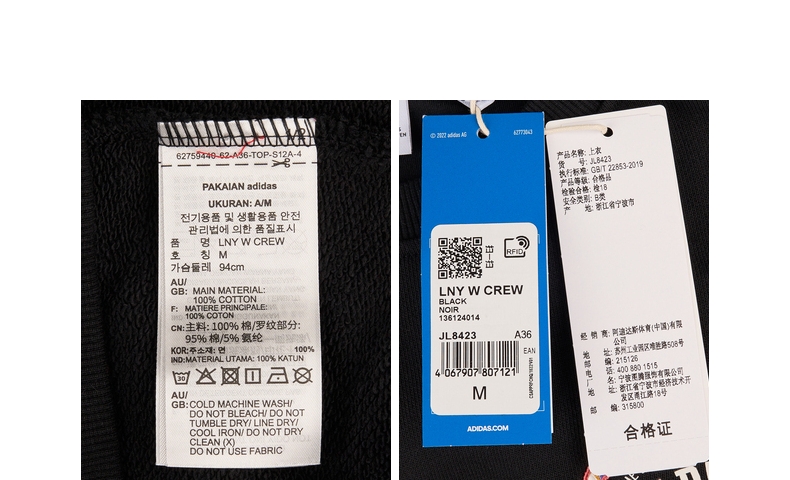 62759440-62-A36-TOP-S12A-4
PAKAIAN adidas
UKURAN: A/M
전기용품 및 생활용품 안전
관리법에 의한 품질표시
품 명 LNY W CREW
호 칭 M
가슴둘레 94cm
AU/
GB: MAIN MATERIAL:
100% COTTON
F: MATIERE PRINCIPALE:
100% COTON
CN: 主料: 100% 棉/罗纹部分:
95% 棉/5% 氨纶
KOR:주소재: 면 100%
IND:MATERIAL UTAMA: 100% KATUN
30
AU/
GB: COLD MACHINE WASH/
DO NOT BLEACH/ DO NOT
TUMBLE DRY/ LINE DRY/
COOL IRON/ DO NOT DRY
CLEAN (X)
DO NOT USE FABRIC
© 2022 adidas AG 62773043
RFID
LNY W CREW
BLACK
NOIR
136124014
JL8423 A36
EAN
4 067907 807121
M
ADIDAS.COM
产品名称: 上衣
货 号: JL8423
执行标准: GB/T 22853-2019
产品等级: 合格品
检验合格: 检18
安全类别: B类
产 地: 浙江省宁波市
经 销 商: 阿迪达斯体育(中国)有限
公司
地 址: 苏州工业园区唯胜路508号
邮 编: 215126
电 话: 400 880 1515
厂 名: 宁波甬腾服饰有限公司
地 址: 浙江省宁波市经济技术开
发区甬江路18号
邮 编: 315800
合格证